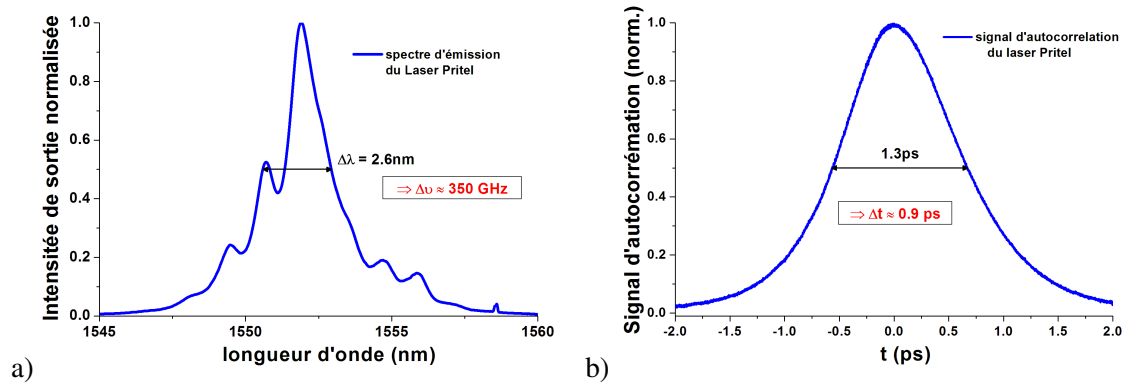 Intensitée de sortie normalisée
1.0
0.8
0.6
0.4
0.2
0.0
1545
1550
1555
1560
longueur d'onde (nm)
spectre d'émission
du Laser Pritel
Δλ = 2.6nm
⇒ Δυ ≈ 350 GHz
a)
Signal d'autocorrémation (norm.)
1.0
0.8
0.6
0.4
0.2
0.0
-2.0
-1.5
-1.0
-0.5
0.0
0.5
1.0
1.5
2.0
t (ps)
signal d'autocorrelation
du laser Pritel
1.3ps
⇒ Δt ≈ 0.9 ps
b)